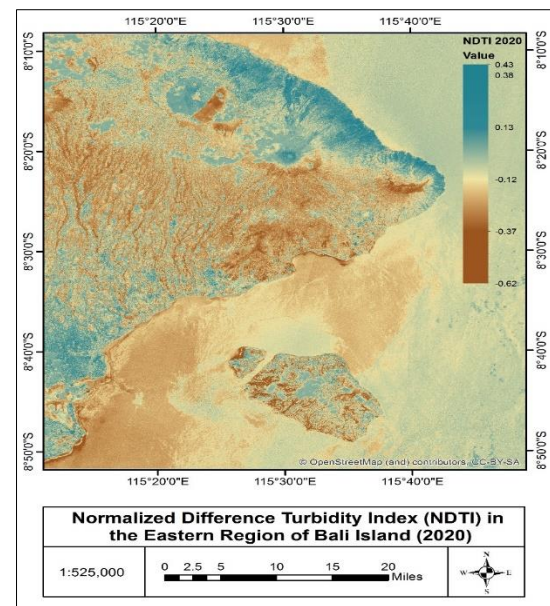 115°20'0"E 115°30'0"E 115°40'0"E
NDTI 2020
Value
0.43
0.38
0.13
-0.12
-0.37
-0.62
8°10'0"S 8°10'0"S
8°20'0"S 8°20'0"S
8°30'0"S 8°30'0"S
8°40'0"S 8°40'0"S
8°50'0"S 8°50'0"S
© OpenStreetMap (and) contributors, CC-BY-SA
115°20'0"E 115°30'0"E 115°40'0"E
Normalized Difference Turbidity Index (NDTI) in
the Eastern Region of Bali Island (2020)
1:525,000
0 2.5 5 10 15 20
Miles
N
W E
S